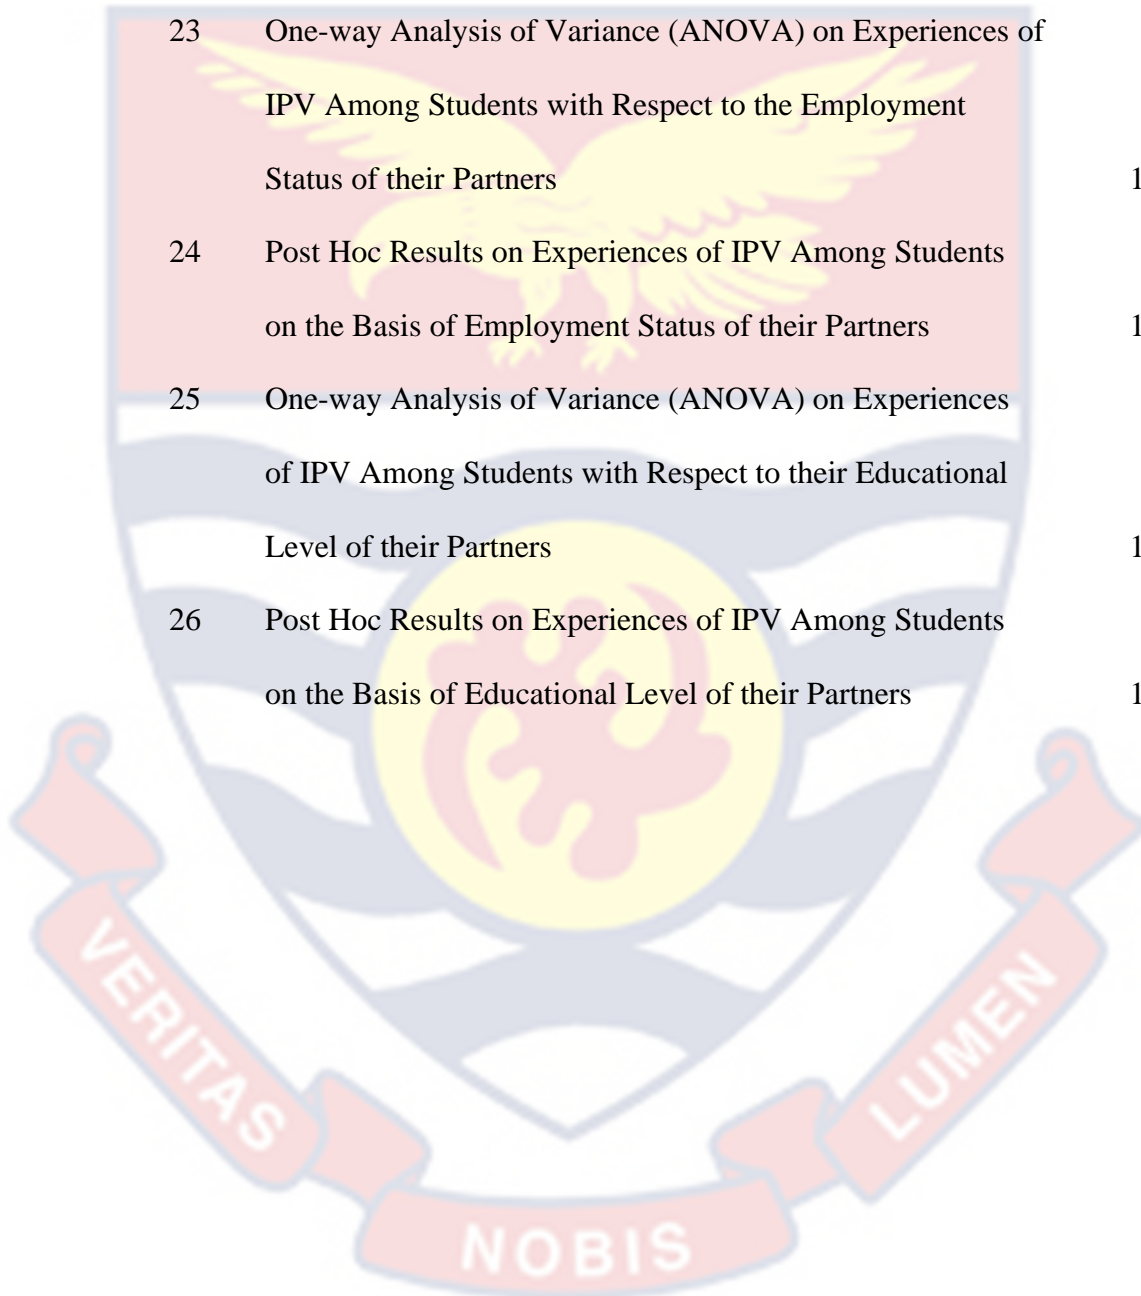 23 One-way Analysis of Variance (ANOVA) on Experiences of
IPV Among Students with Respect to the Employment
Status of their Partners 1
24 Post Hoc Results on Experiences of IPV Among Students
on the Basis of Employment Status of their Partners 1
25 One-way Analysis of Variance (ANOVA) on Experiences
of IPV Among Students with Respect to their Educational
Level of their Partners 1
26 Post Hoc Results on Experiences of IPV Among Students
on the Basis of Educational Level of their Partners 1
VERITAS
NOBIS
LUMEN